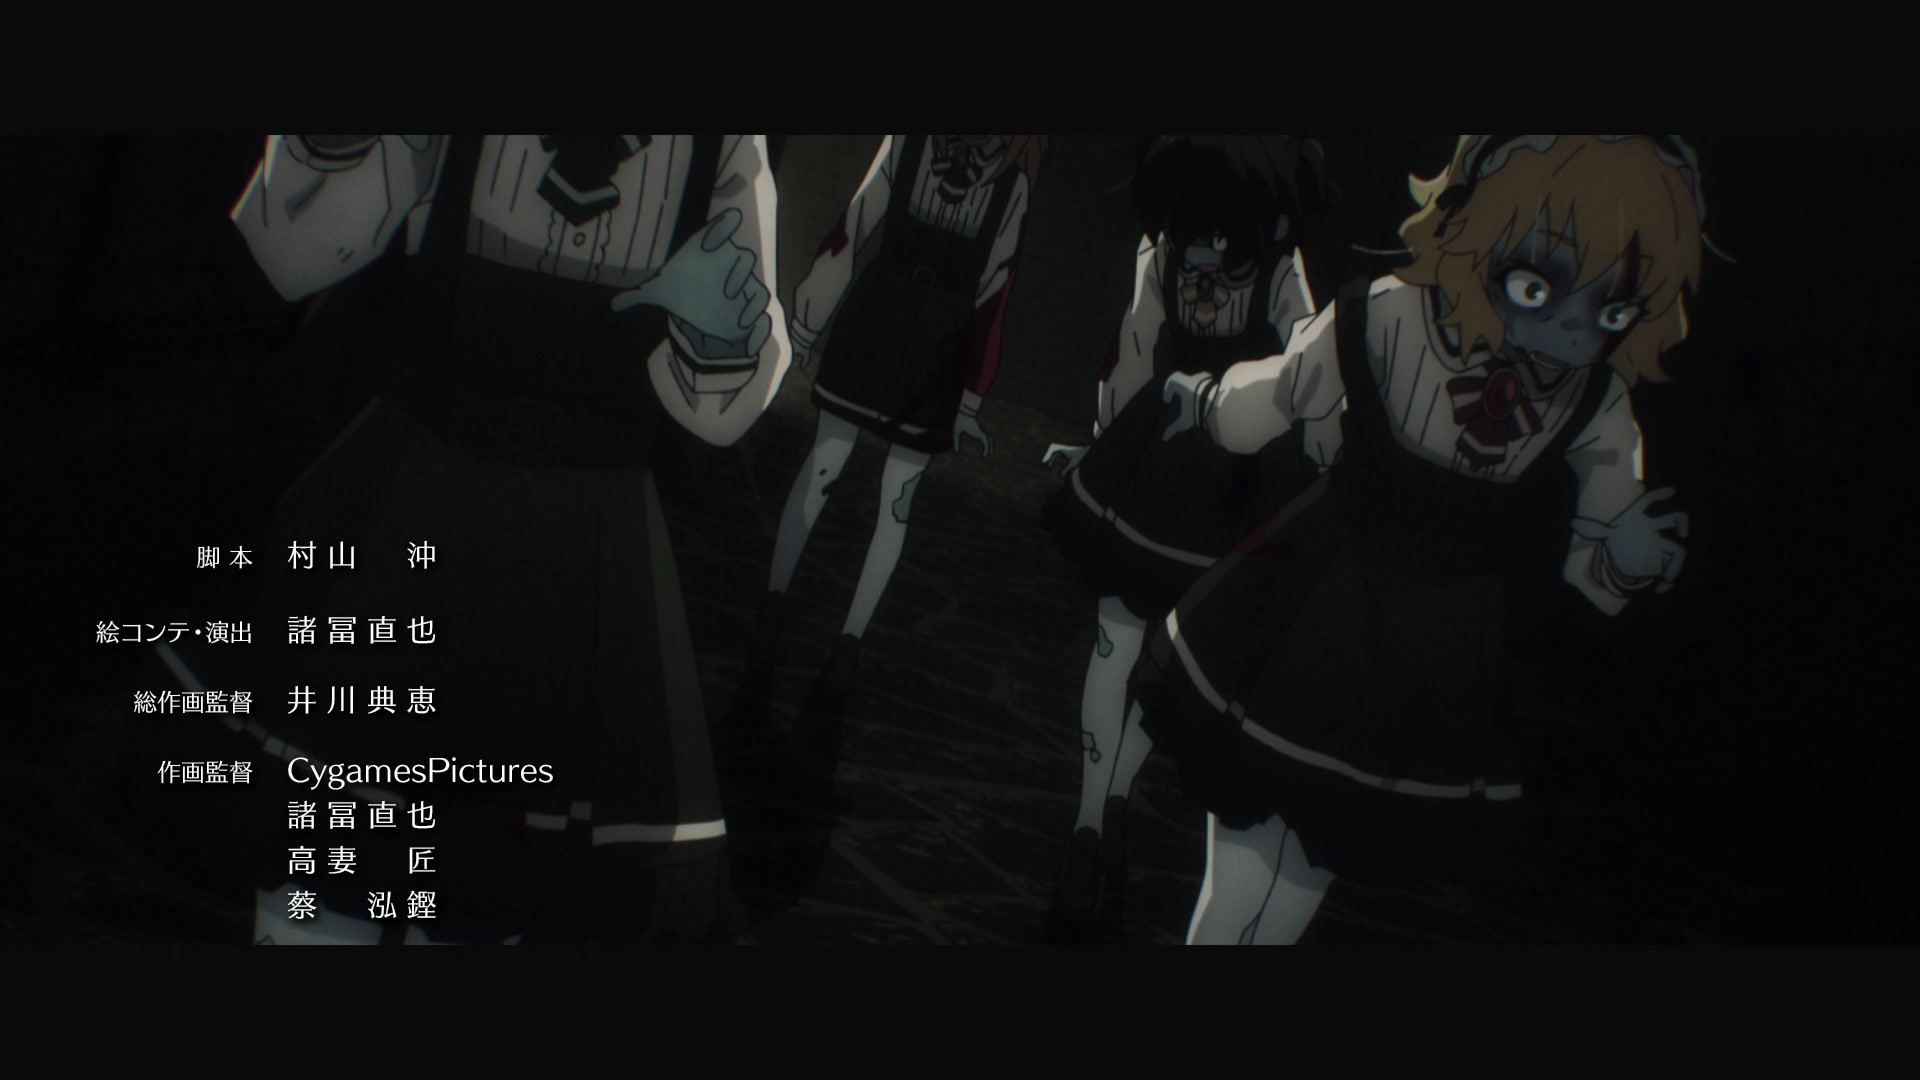 脚本 村山 沖
絵コンテ・演出 諸冨直也
総作画監督 井川典恵
作画監督 CygamesPictures
諸冨直也
高妻 匠
蔡 泓鏗